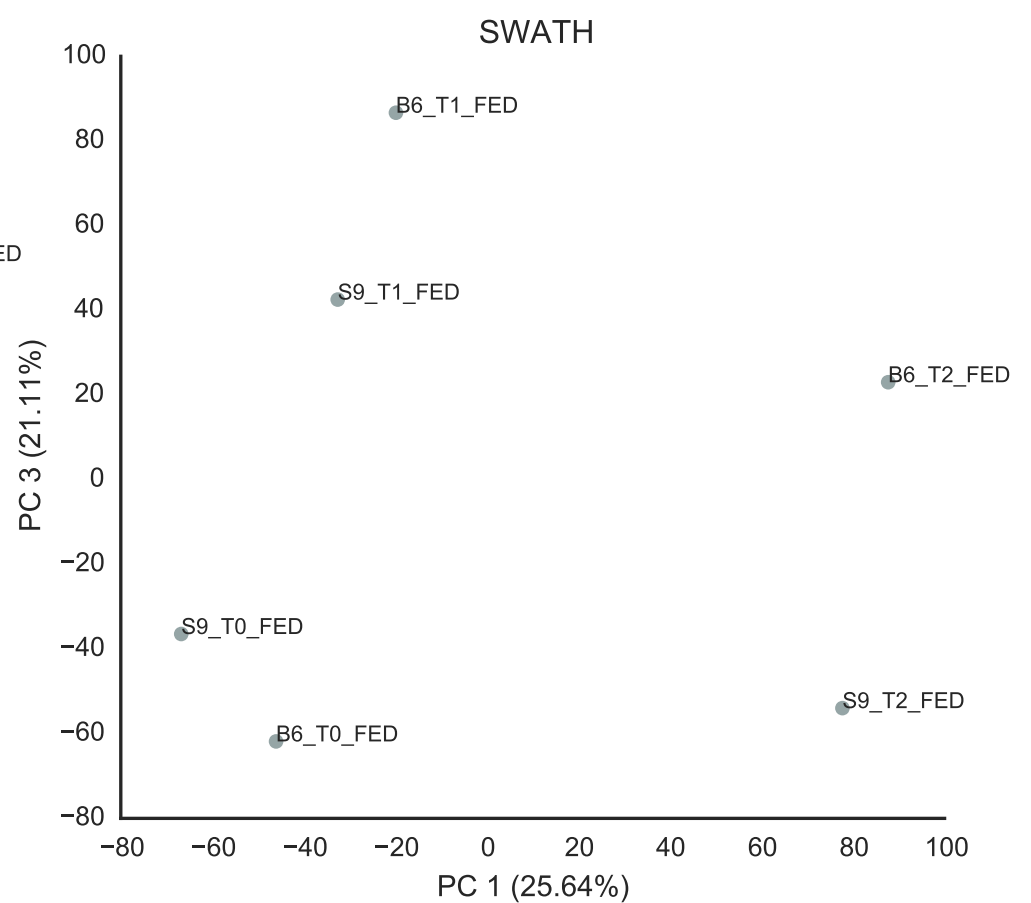 SWATH
100
B6_T1_FED
80
60
ED
S9_T1_FED
40
B6_T2_FED
20
PC 3 (21.11%)
0
−20
S9_T0_FED
−40
S9_T2_FED
B6_T0_FED
−60
−80
−80 −60 −40 −20 0 20 40 60 80 100
PC 1 (25.64%)